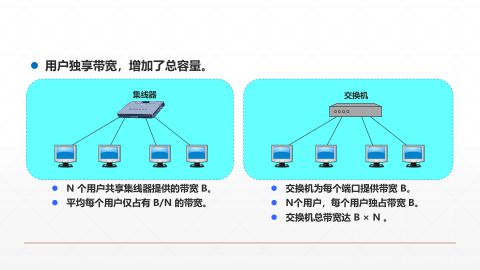 用户独享带宽，增加了总容量。
集线器
N 个用户共享集线器提供的带宽 B。
平均每个用户仅占有 B/N 的带宽。
交换机
交换机为每个端口提供带宽 B。
N个用户，每个用户独占带宽 B。
交换机总带宽达 B × N 。